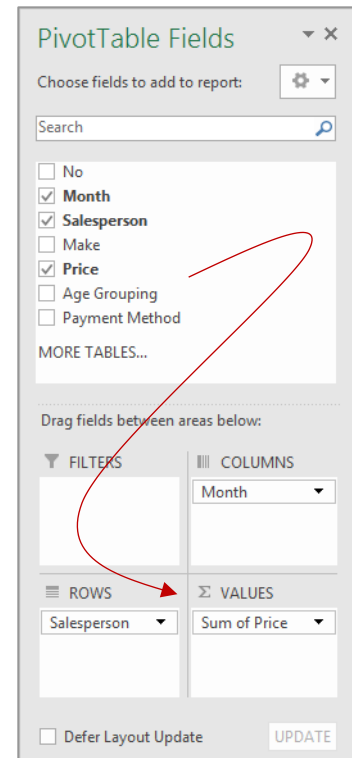 PivotTable Fields
Choose fields to add to report:
Search
No
Month
Salesperson
Make
Price
Age Grouping
Payment Method
MORE TABLES...
Drag fields between areas below:
FILTERS
COLUMNS
Month
ROWS
Σ VALUES
Salesperson
Sum of Price
Defer Layout Update
UPDATE